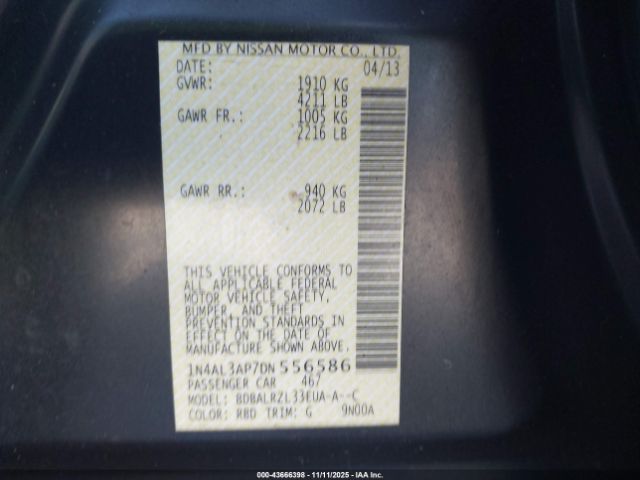 MFD BY NISSAN MOTOR CO., LTD.
DATE: 04/13
GVWR: 1910 KG
4211 LB
GAWR FR.: 1005 KG
2216 LB
GAWR RR.: 940 KG
2072 LB
THIS VEHICLE CONFORMS TO
ALL APPLICABLE FEDERAL
MOTOR VEHICLE SAFETY,
BUMPER, AND THEFT
PREVENTION STANDARDS IN
EFFECT ON THE DATE OF
MANUFACTURE SHOWN ABOVE.
1N4AL3AP7DN556586
PASSENGER CAR 467
MODEL: BDBALRZL33EUA-A--C
COLOR: RBD TRIM: G 9N00A
000-43666398 - 11/11/2025 - IAA Inc.